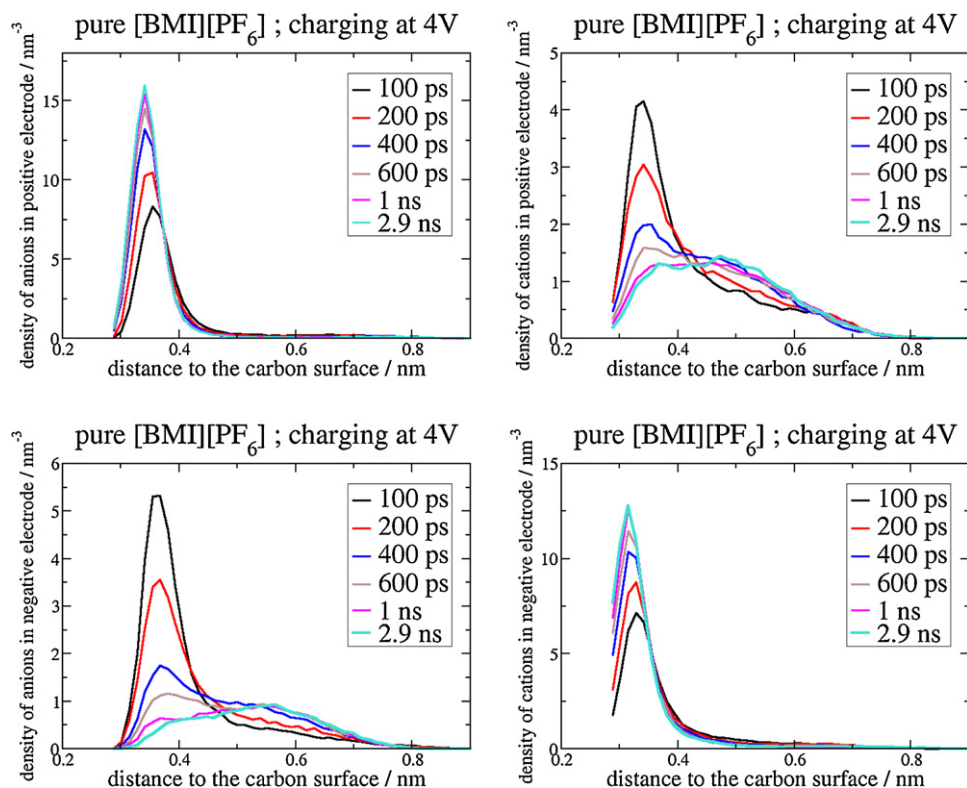 pure [BMI][PF6] ; charging at 4V
density of anions in positive electrode / nm-3
15
10
5
0
0.2
0.4
0.6
0.8
distance to the carbon surface / nm
100 ps
200 ps
400 ps
600 ps
1 ns
2.9 ns
pure [BMI][PF6] ; charging at 4V
density of cations in positive electrode / nm-3
5
4
3
2
1
0
0.2
0.4
0.6
0.8
distance to the carbon surface / nm
100 ps
200 ps
400 ps
600 ps
1 ns
2.9 ns
pure [BMI][PF6] ; charging at 4V
density of anions in negative electrode / nm-3
6
5
4
3
2
1
0
0.2
0.4
0.6
0.8
distance to the carbon surface / nm
100 ps
200 ps
400 ps
600 ps
1 ns
2.9 ns
pure [BMI][PF6] ; charging at 4V
density of cations in negative electrode / nm-3
15
10
5
0
0.2
0.4
0.6
0.8
distance to the carbon surface / nm
100 ps
200 ps
400 ps
600 ps
1 ns
2.9 ns